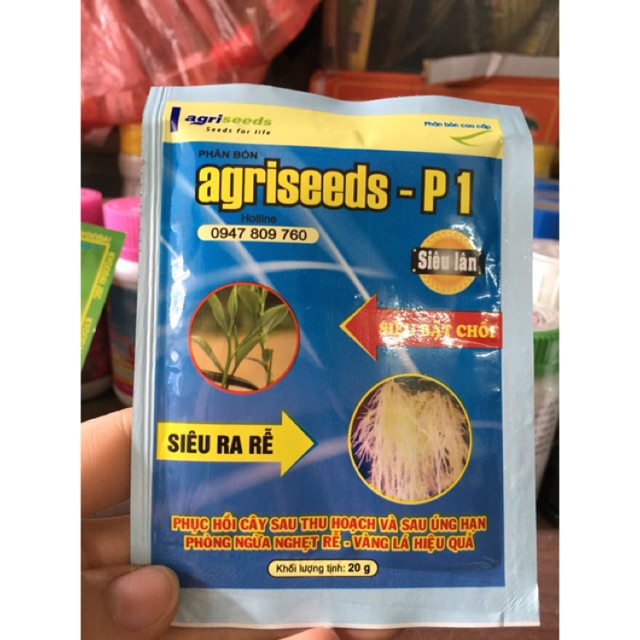 agriseeds
Seeds for life
Phân bón cao cấp
PHÂN BÓN
agriseeds - P 1
Hotline
0947 809 760
Siêu lân
SIÊU BẬT CHỒI
SIÊU RA RỄ
PHỤC HỒI CÂY SAU THU HOẠCH VÀ SAU ÚNG HẠN
PHÒNG NGỪA NGHẸT RỄ - VÀNG LÁ HIỆU QUẢ
Khối lượng tịnh: 20 g